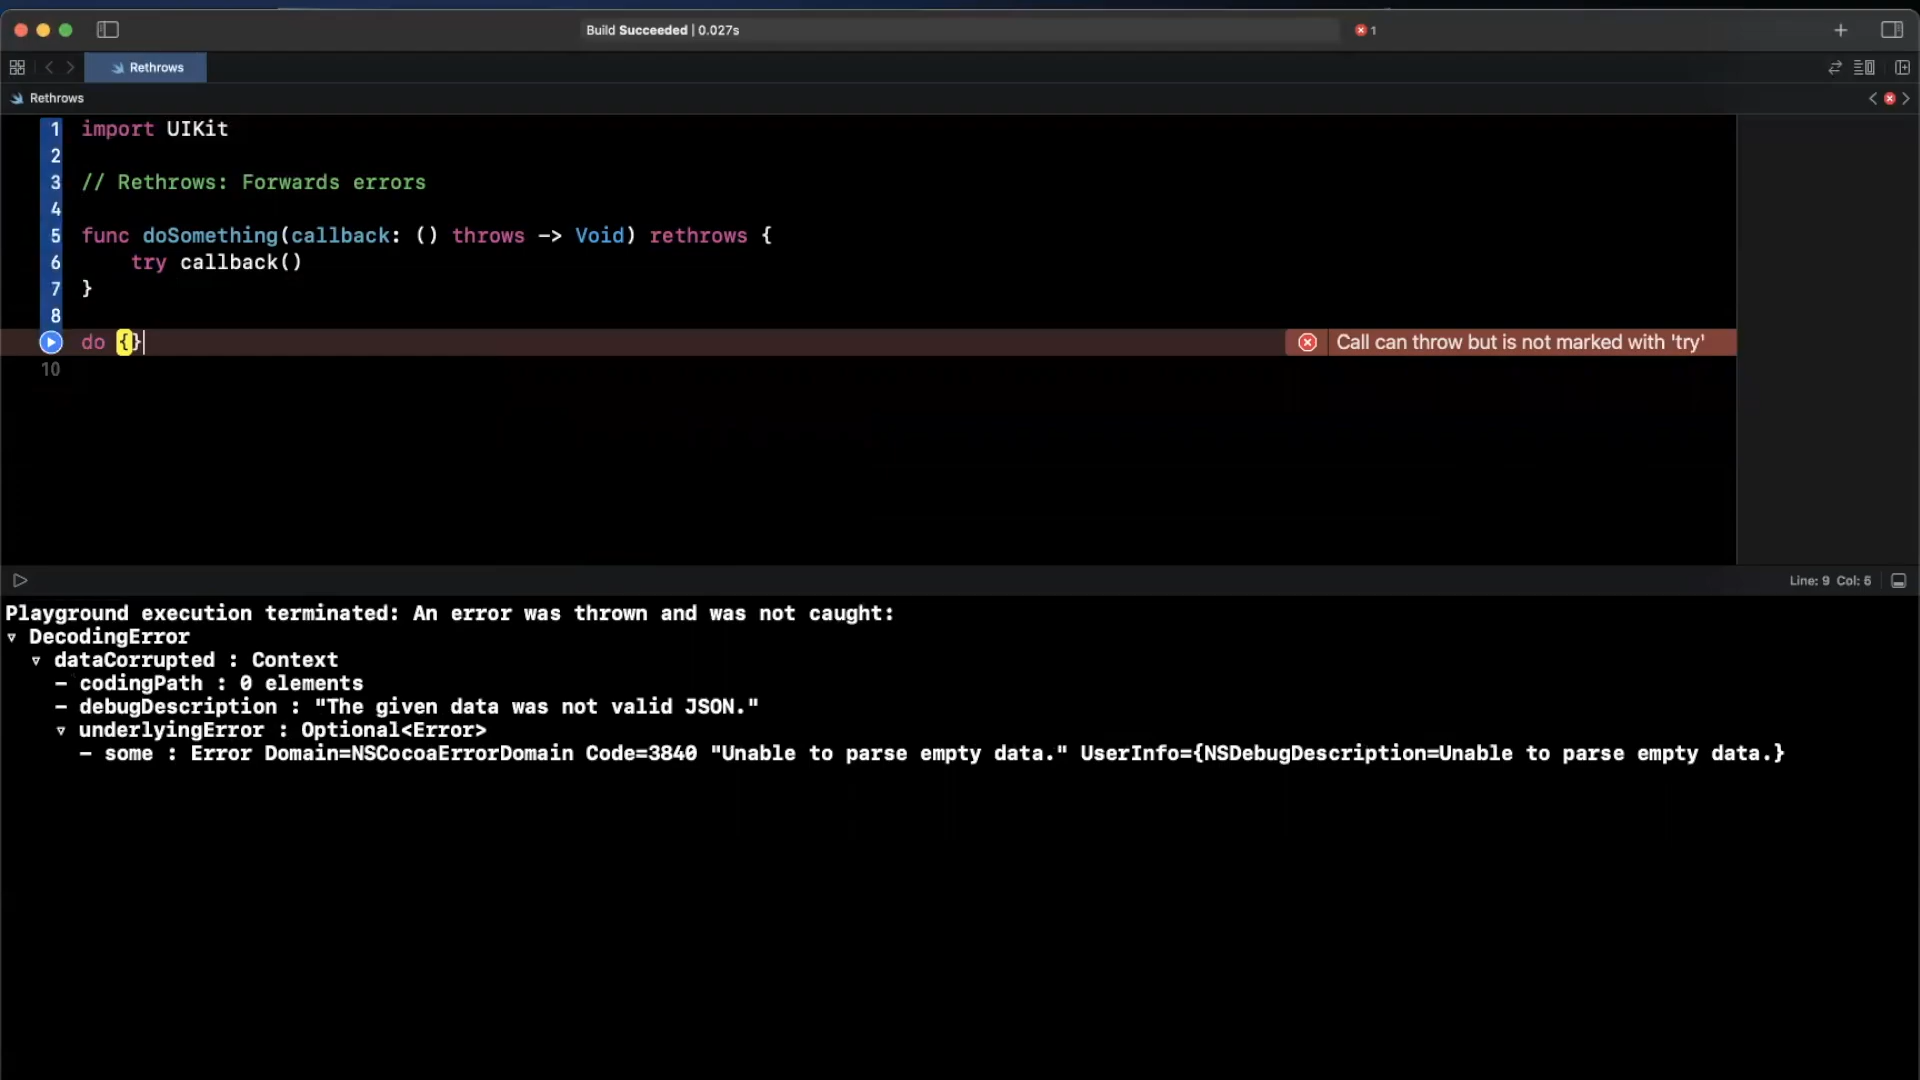 Build Succeeded | 0.027s
1
Rethrows
Rethrows
1 import UIKit
2
3 // Rethrows: Forwards errors
4
5 func doSomething(callback: () throws -> Void) rethrows {
6 try callback()
7 }
8
do {} Call can throw but is not marked with 'try'
10
Line: 9 Col: 6
Playground execution terminated: An error was thrown and was not caught:
▿ DecodingError
▿ dataCorrupted : Context
- codingPath : 0 elements
- debugDescription : "The given data was not valid JSON."
▿ underlyingError : Optional<Error>
- some : Error Domain=NSCocoaErrorDomain Code=3840 "Unable to parse empty data." UserInfo={NSDebugDescription=Unable to parse empty data.}